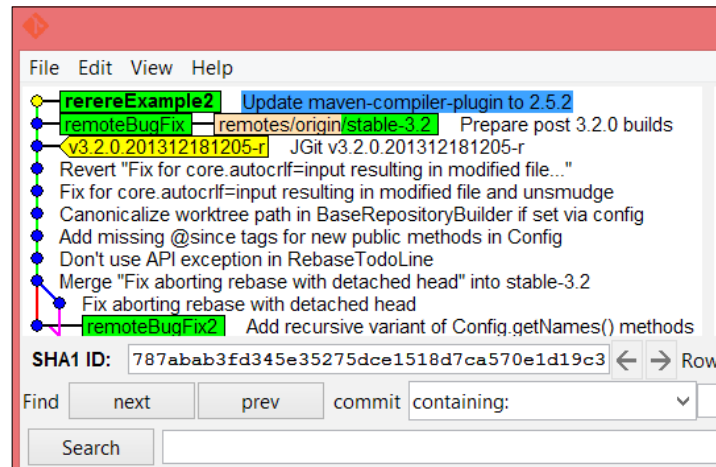 File Edit View Help
rerereExample2 Update maven-compiler-plugin to 2.5.2
remoteBugFix remotes/origin/stable-3.2 Prepare post 3.2.0 builds
v3.2.0.201312181205-r JGit v3.2.0.201312181205-r
Revert "Fix for core.autocrlf=input resulting in modified file..."
Fix for core.autocrlf=input resulting in modified file and unsmudge
Canonicalize worktree path in BaseRepositoryBuilder if set via config
Add missing @since tags for new public methods in Config
Don't use API exception in RebaseTodoLine
Merge "Fix aborting rebase with detached head" into stable-3.2
Fix aborting rebase with detached head
remoteBugFix2 Add recursive variant of Config.getNames() methods
SHA1 ID: 787abab3fd345e35275dce1518d7ca570e1d19c3 Row
Find next prev commit containing:
Search